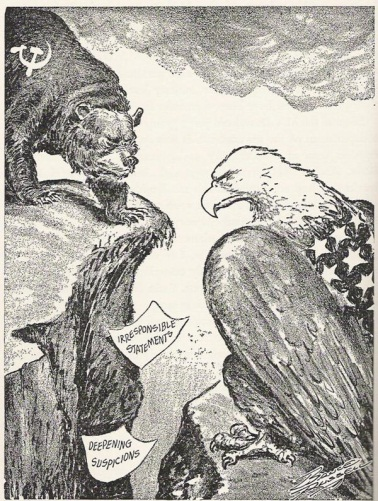 IRRESPONSIBLE
STATEMENTS
DEEPENING
SUSPICIONS